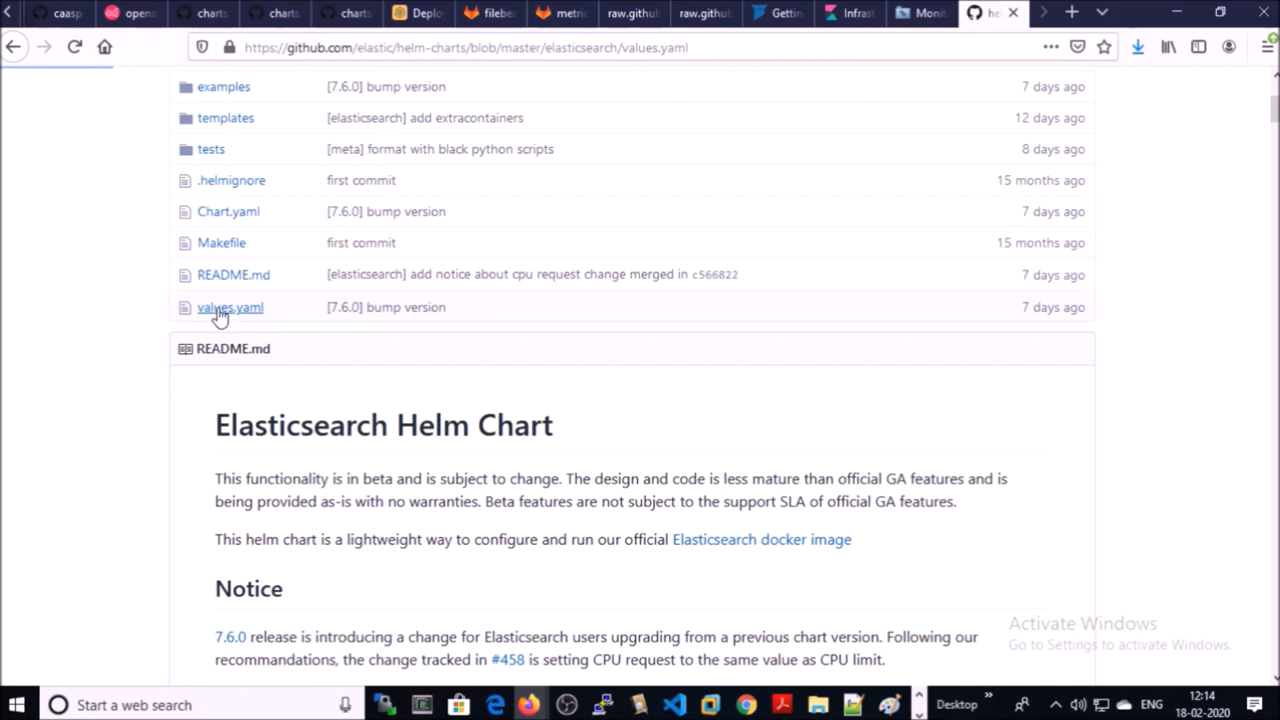 caasp
opens
charts
charts
charts
Deplo
filebe
metric
raw.github
raw.github
Gettin
Infrast
Monit
he
https://github.com/elastic/helm-charts/blob/master/elasticsearch/values.yaml
examples [7.6.0] bump version 7 days ago
templates [elasticsearch] add extracontainers 12 days ago
tests [meta] format with black python scripts 8 days ago
.helmignore first commit 15 months ago
Chart.yaml [7.6.0] bump version 7 days ago
Makefile first commit 15 months ago
README.md [elasticsearch] add notice about cpu request change merged in c566822 7 days ago
values.yaml [7.6.0] bump version 7 days ago
README.md
Elasticsearch Helm Chart
This functionality is in beta and is subject to change. The design and code is less mature than official GA features and is
being provided as-is with no warranties. Beta features are not subject to the support SLA of official GA features.
This helm chart is a lightweight way to configure and run our official Elasticsearch docker image
Notice
7.6.0 release is introducing a change for Elasticsearch users upgrading from a previous chart version. Following our
recommandations, the change tracked in #458 is setting CPU request to the same value as CPU limit.
Activate Windows
Go to Settings to activate Windows.
Start a web search
Desktop
ENG
12:14
18-02-2020